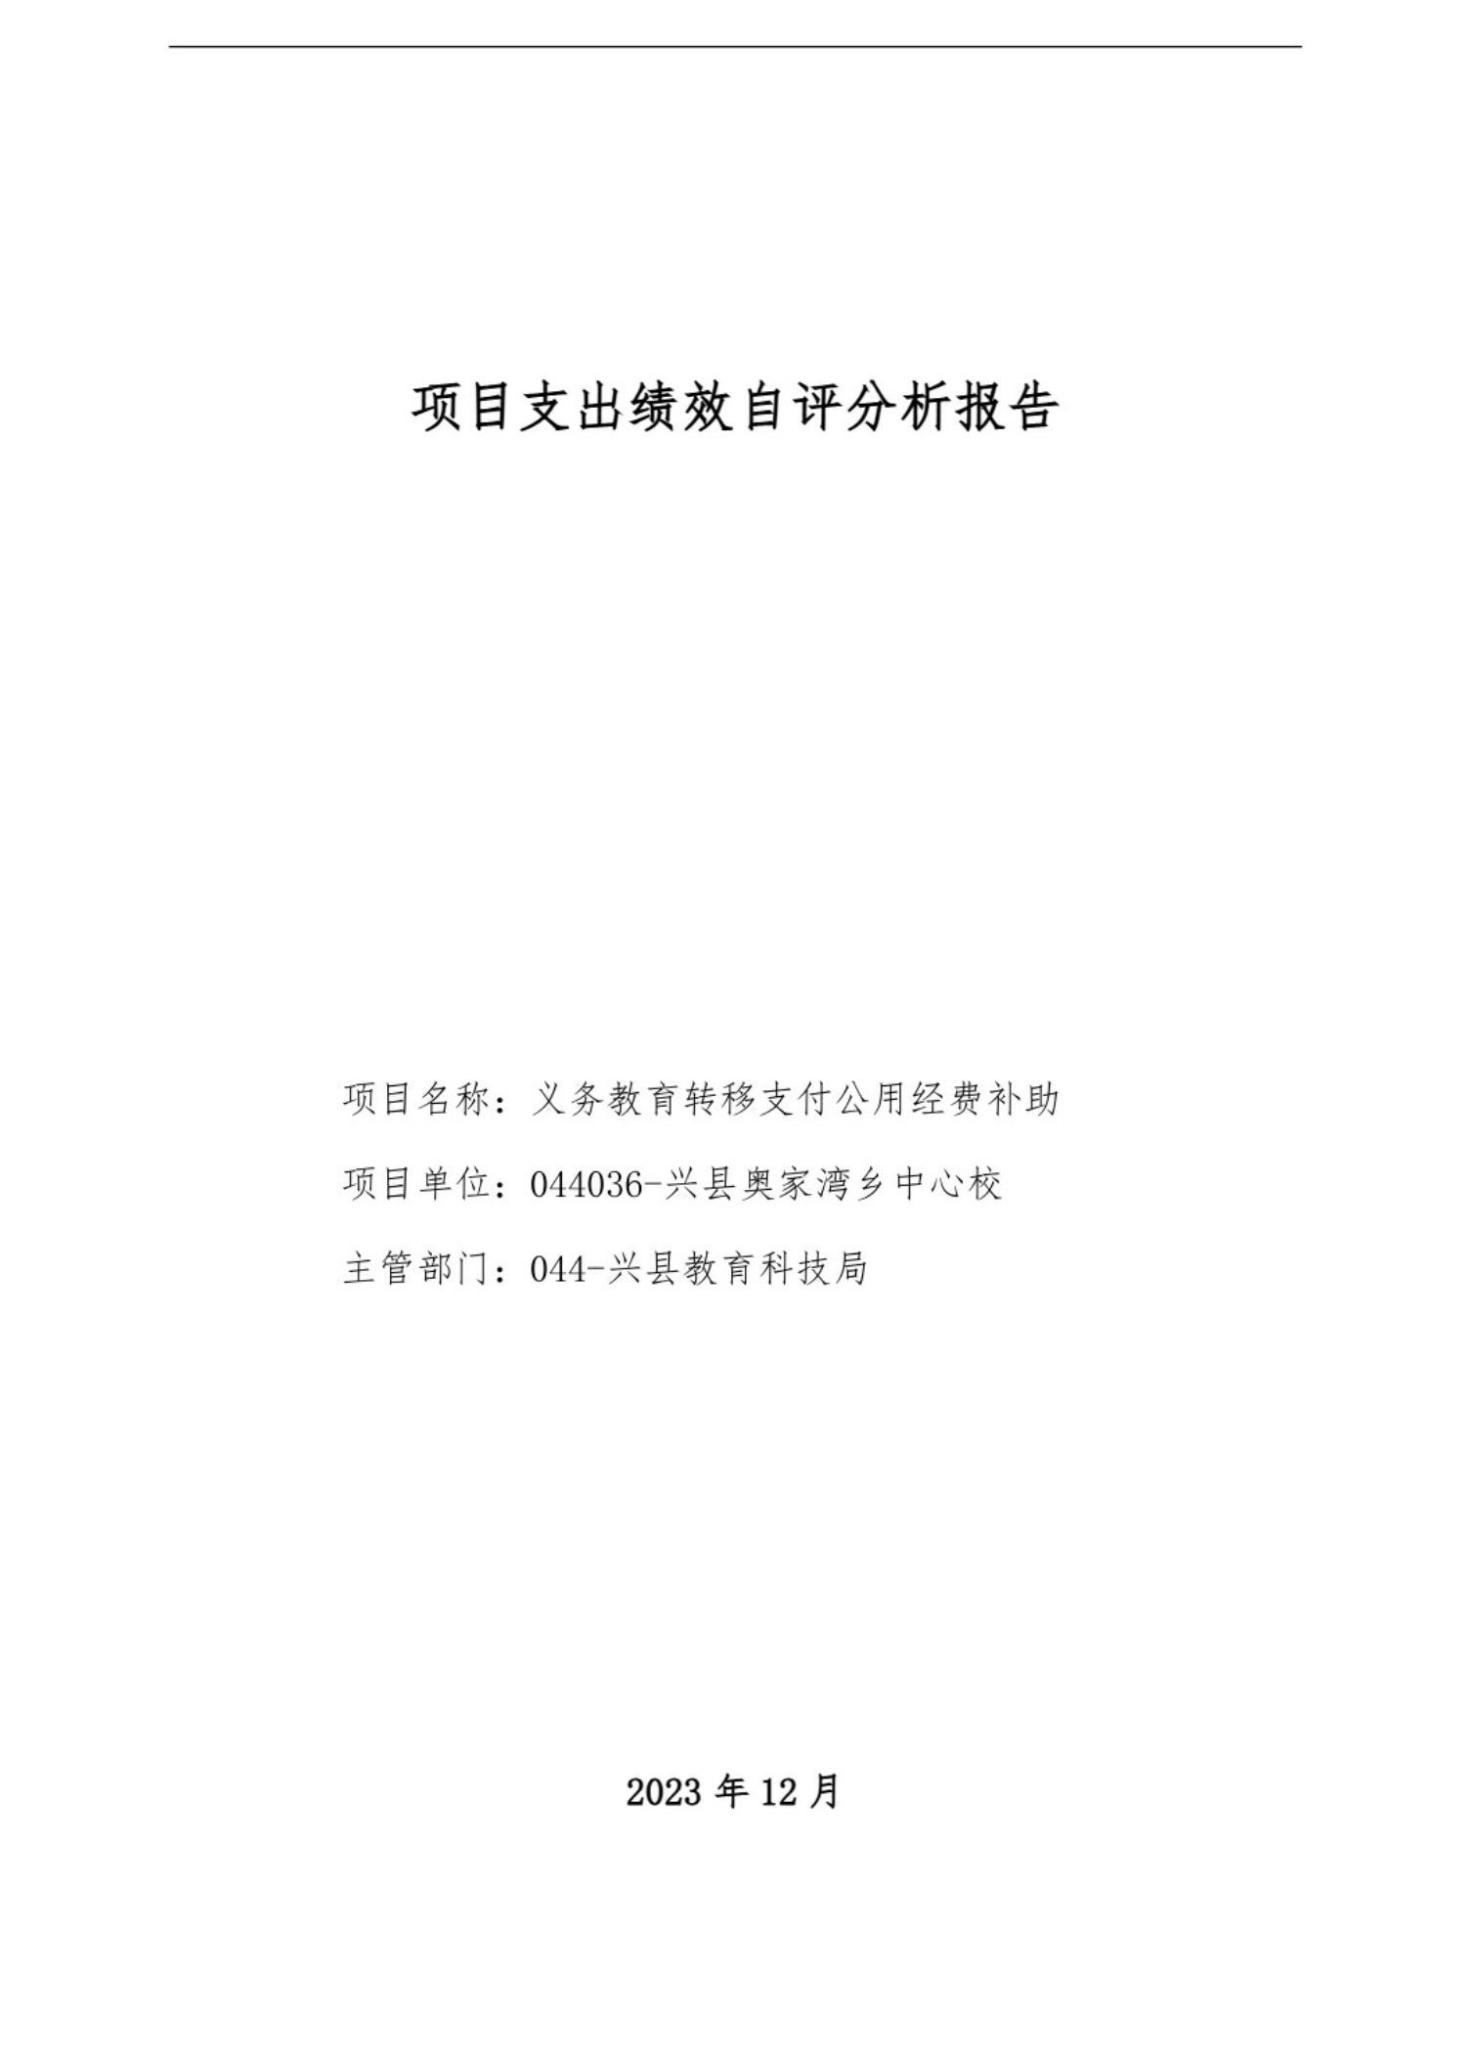 项目支出绩效自评分析报告
项目名称：义务教育转移支付公用经费补助
项目单位：044036-兴县奥家湾乡中心校
主管部门：044-兴县教育科技局
2023 年 12 月